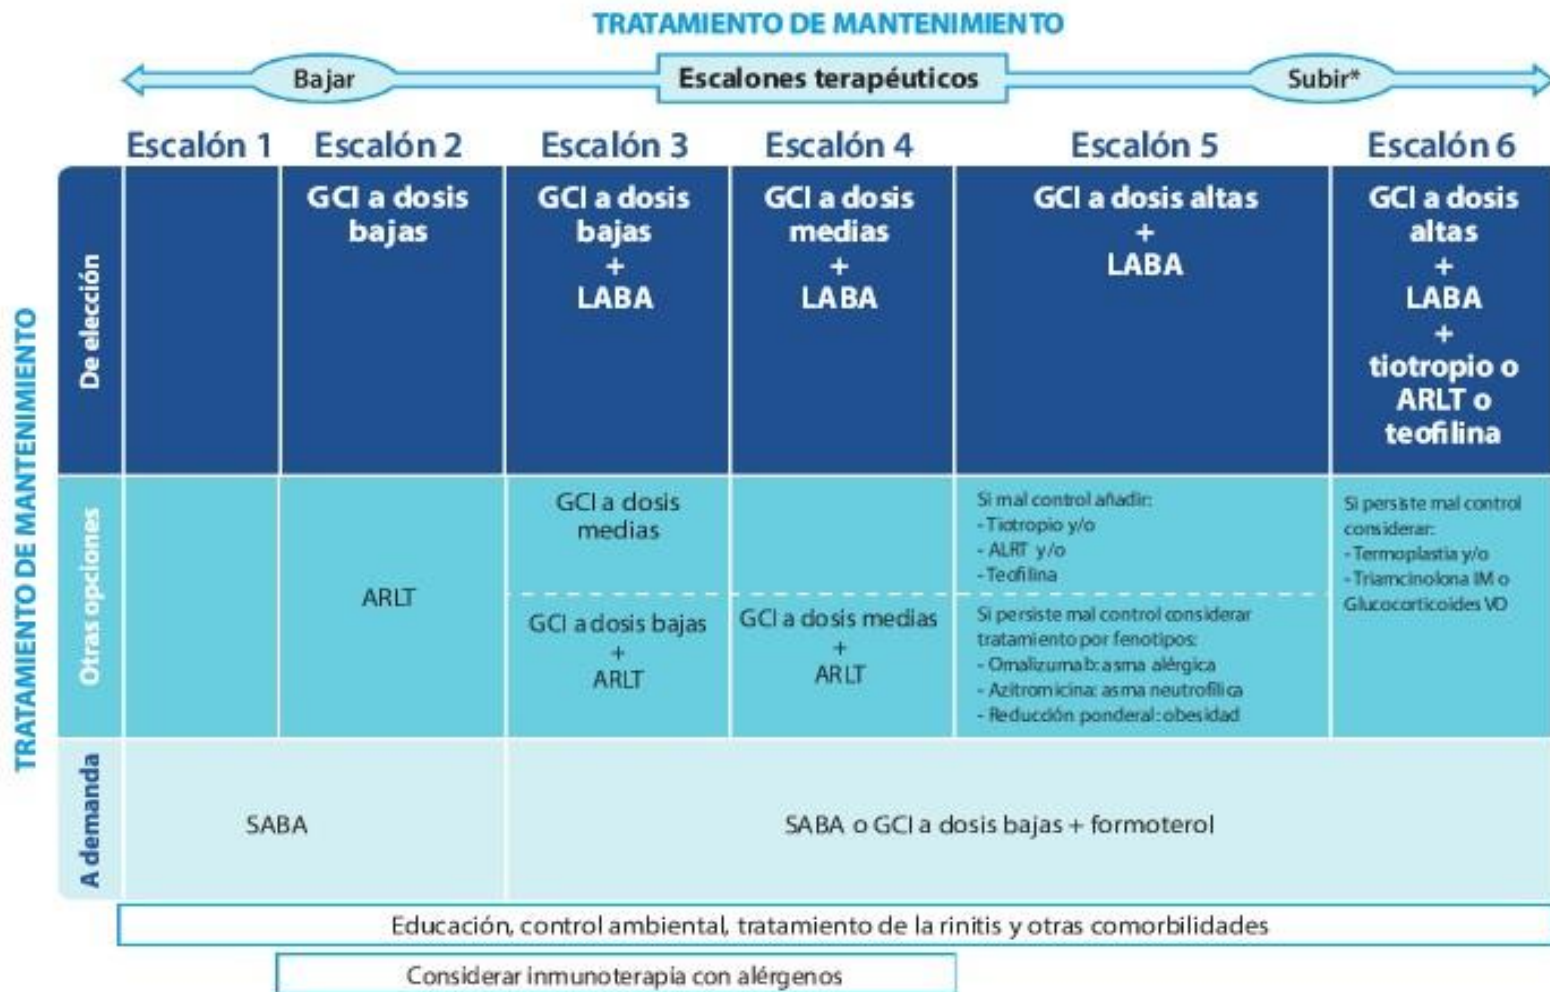 TRATAMIENTO DE MANTENIMIENTO
Bajar
Escalones terapéuticos
Subir*
Escalón 1
Escalón 2
Escalón 3
Escalón 4
Escalón 5
Escalón 6
TRATAMIENTO DE MANTENIMIENTO
De elección
GCI a dosis
bajas
GCI a dosis
bajas
+
LABA
GCI a dosis
medias
+
LABA
GCI a dosis altas
+
LABA
GCI a dosis
altas
+
LABA
+
tiotropio o
ARLT o
teofilina
Otras opciones
ARLT
GCI a dosis
medias
GCI a dosis bajas
+
ARLT
GCI a dosis medias
+
ARLT
Si mal control añadir:
- Tiotropio y/o
- ALRT y/o
- Teofilina
Si persiste mal control considerar
tratamiento por fenotipos:
- Omalizumab: asma alérgica
- Azitromicina: asma neutrofílica
- Reducción ponderal: obesidad
Si persiste mal control
considerar:
- Termoplastia y/o
- Triamcinolona IM o
Glucocorticoides VO
A demanda
SABA
SABA o GCI a dosis bajas + formoterol
Educación, control ambiental, tratamiento de la rinitis y otras comorbilidades
Considerar inmunoterapia con alérgenos